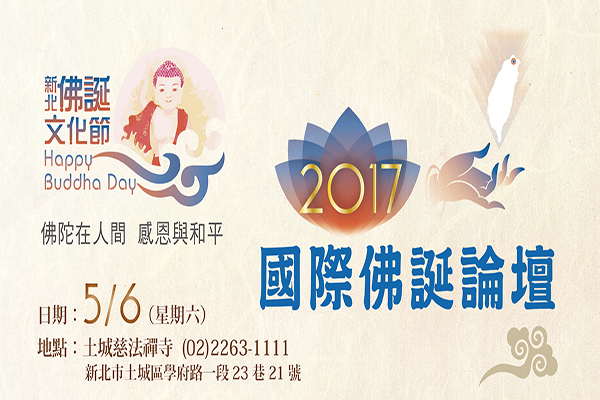 新北佛誕
文化節
Happy
Buddha Day
佛陀在人間 感恩與和平
2017
國際佛誕論壇
日期：5/6（星期六）
地點：土城慈法禪寺 (02)2263-1111
新北市土城區學府路一段23巷21號